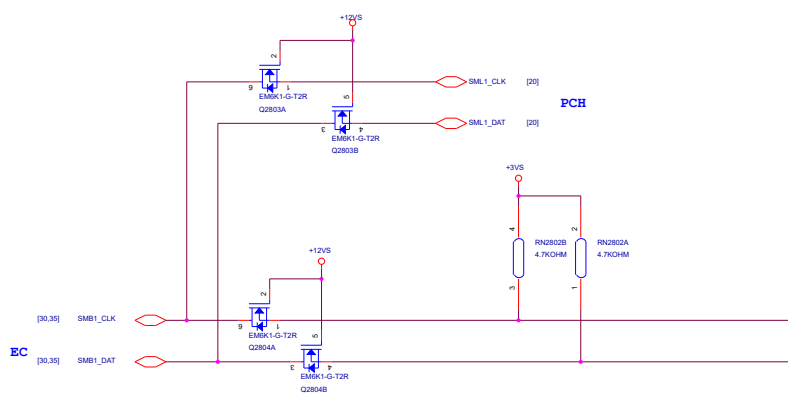 +12VS
2
6
1
EM6K1-G-T2R
Q2803A
SML1_CLK [20]
PCH
5
3
4
EM6K1-G-T2R
Q2803B
SML1_DAT [20]
+3VS
4
RN2802B
4.7KOHM
3
2
RN2802A
4.7KOHM
1
+12VS
2
[30,35] SMB1_CLK
6
1
EM6K1-G-T2R
Q2804A
5
EC
[30,35] SMB1_DAT
3
4
EM6K1-G-T2R
Q2804B